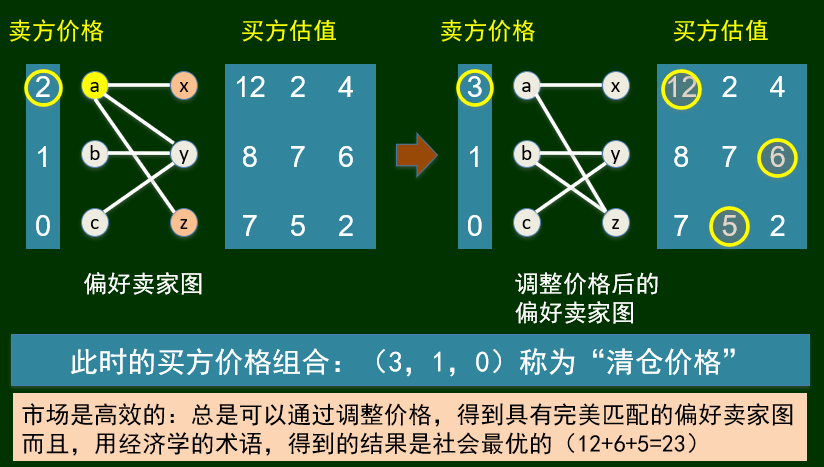 卖方价格 买方估值 卖方价格 买方估值
2 a x 12 2 4 3 a x 12 2 4
1 b y 8 7 6 1 b y 8 7 6
0 c z 7 5 2 0 c z 7 5 2
偏好卖家图 调整价格后的
偏好卖家图
此时的买方价格组合：（3，1，0）称为“清仓价格”
市场是高效的：总是可以通过调整价格，得到具有完美匹配的偏好卖家图
而且，用经济学的术语，得到的结果是社会最优的（12+6+5=23）